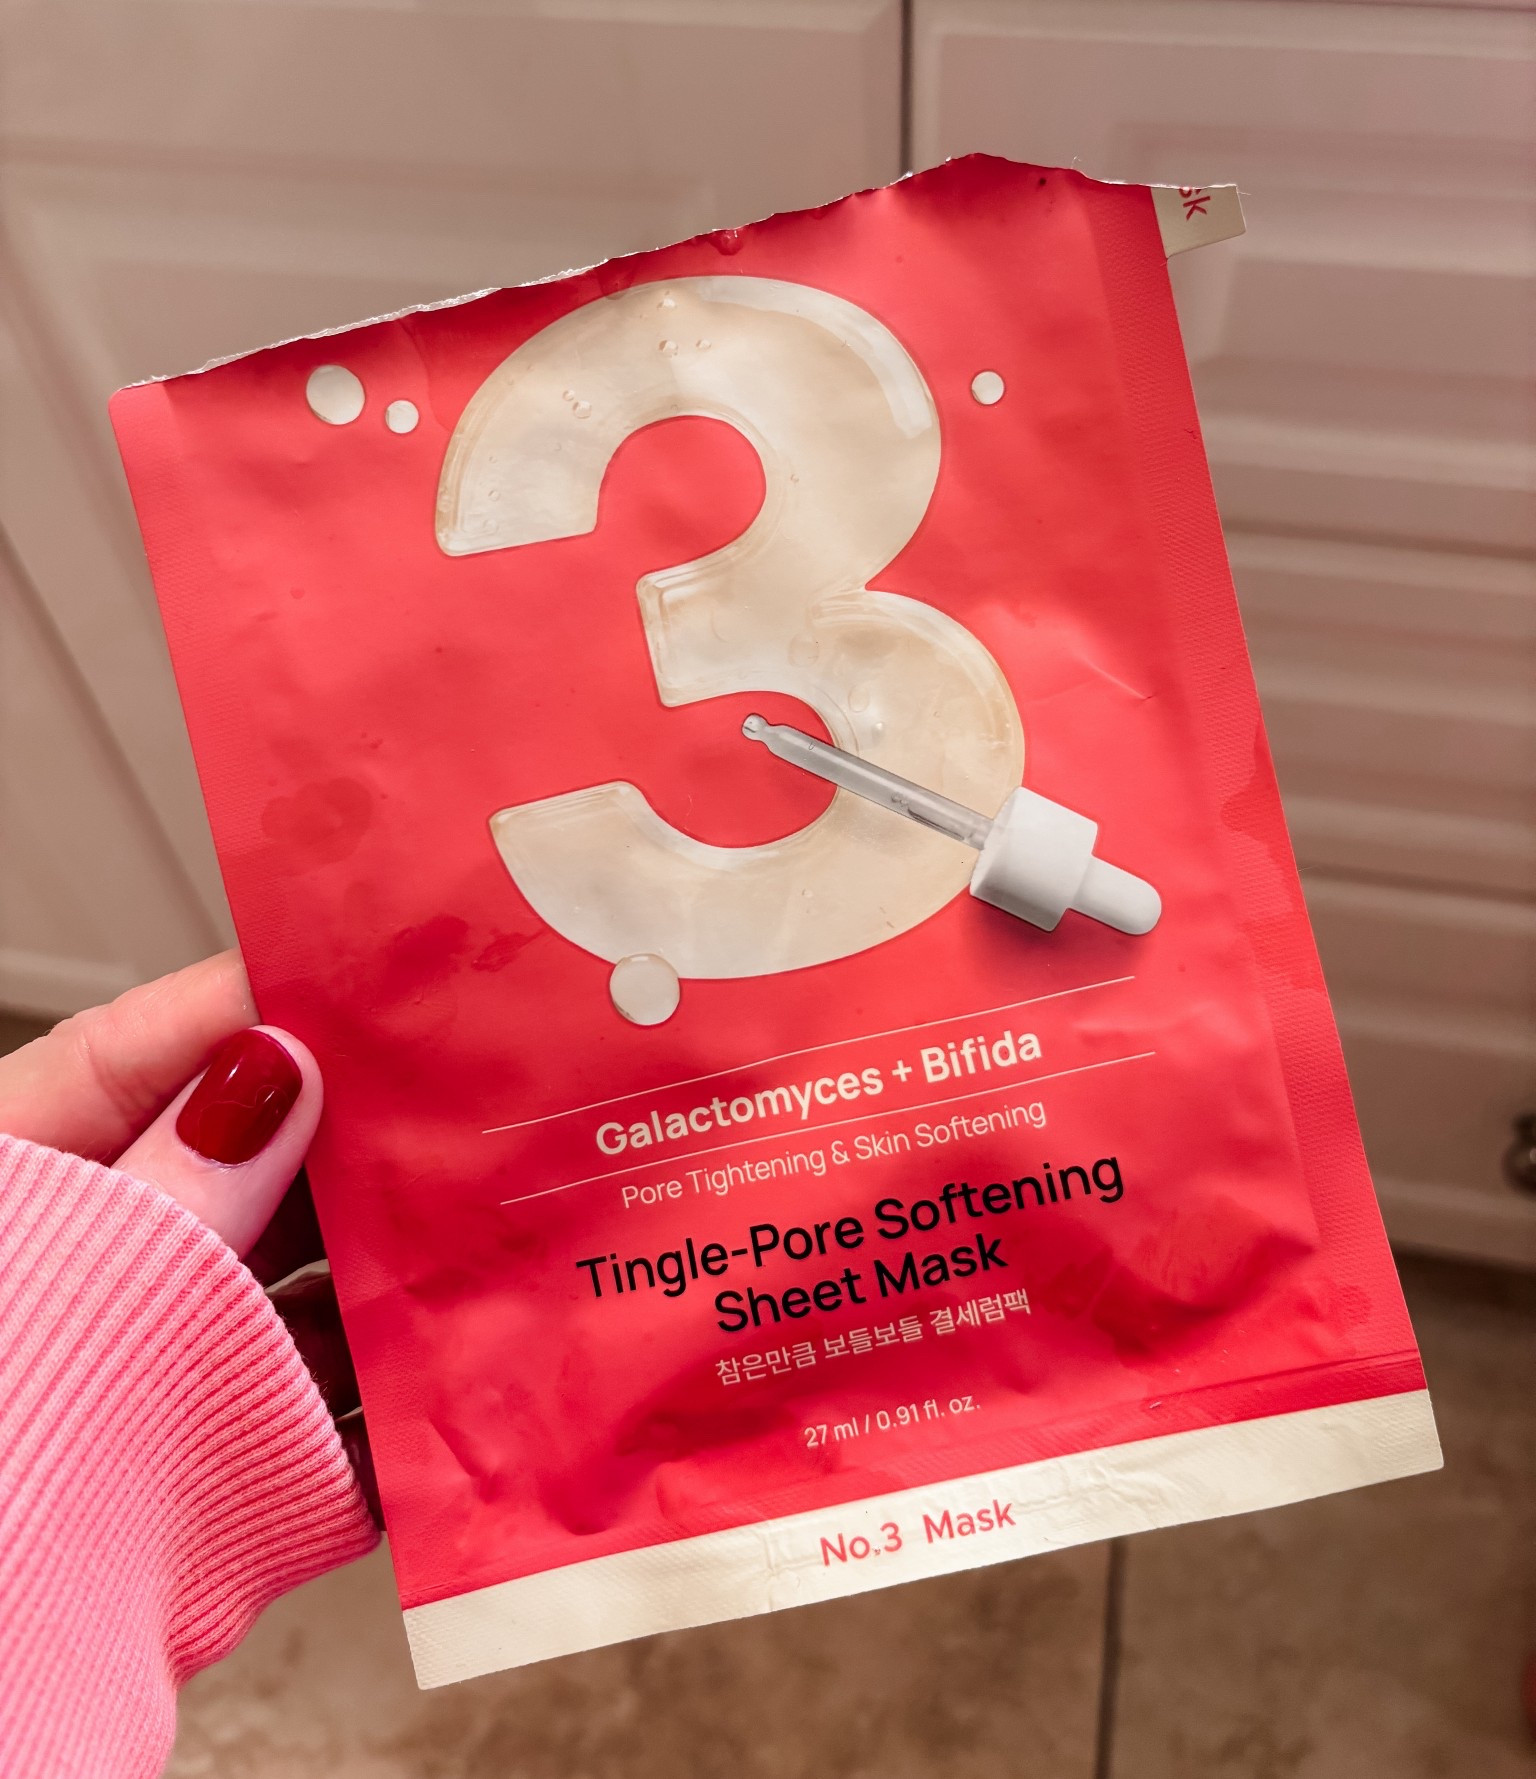 sk
3
Galactomyces + Bifida
Pore Tightening & Skin Softening
Tingle-Pore Softening
Sheet Mask
참은만큼 보들보들 결세럼팩
27 ml / 0.91 fl. oz.
No.3 Mask